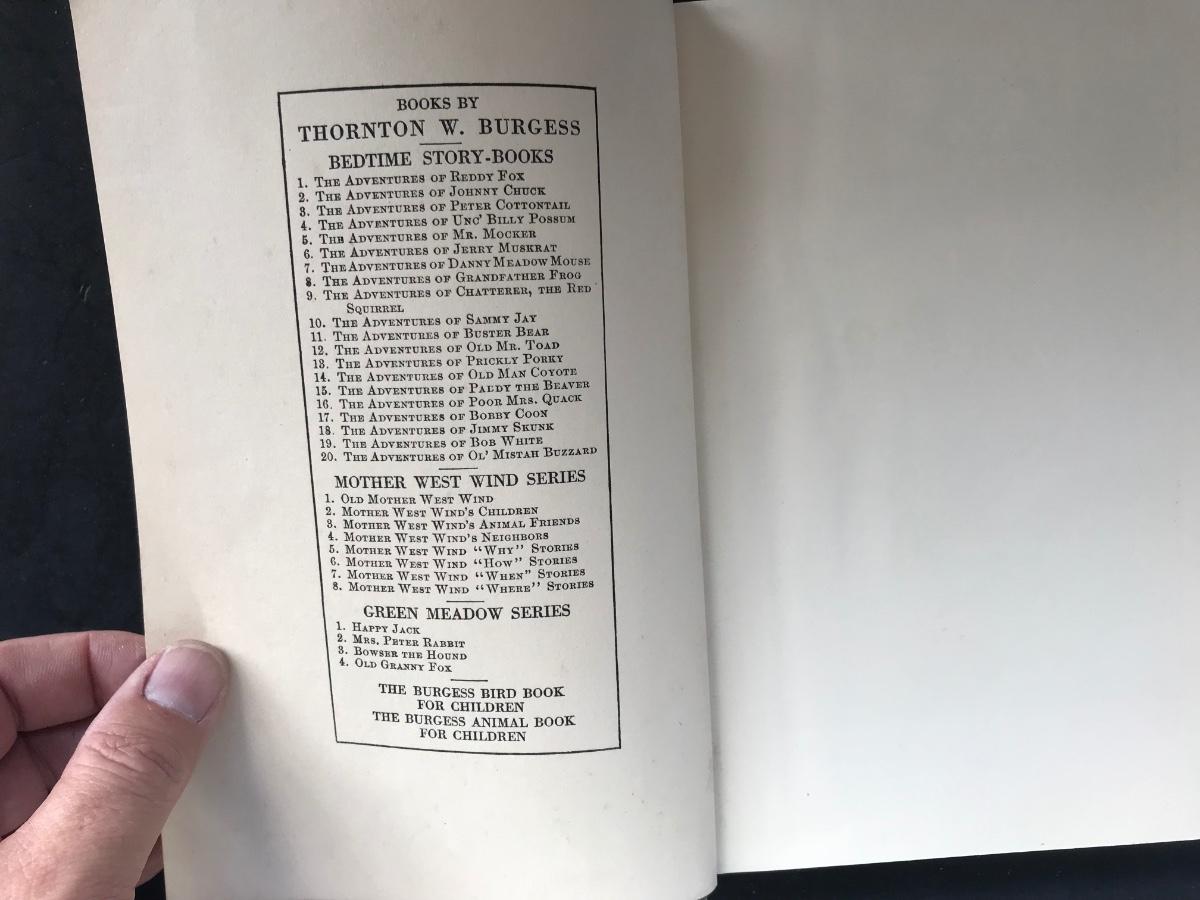 BOOKS BY
THORNTON W. BURGESS
BEDTIME STORY-BOOKS
1. THE ADVENTURES OF REDDY FOX
2. THE ADVENTURES OF JOHNNY CHUCK
3. THE ADVENTURES OF PETER COTTONTAIL
4. THE ADVENTURES OF UNC' BILLY POSSUM
5. THE ADVENTURES OF MR. MOCKER
6. THE ADVENTURES OF JERRY MUSKRAT
7. THE ADVENTURES OF DANNY MEADOW MOUSE
8. THE ADVENTURES OF GRANDFATHER FROG
9. THE ADVENTURES OF CHATTERER, THE RED
SQUIRREL
10. THE ADVENTURES OF SAMMY JAY
11. THE ADVENTURES OF BUSTER BEAR
12. THE ADVENTURES OF OLD MR. TOAD
13. THE ADVENTURES OF PRICKLY PORKY
14. THE ADVENTURES OF OLD MAN COYOTE
15. THE ADVENTURES OF PADDY THE BEAVER
16. THE ADVENTURES OF POOR MRS. QUACK
17. THE ADVENTURES OF BOBBY COON
18. THE ADVENTURES OF JIMMY SKUNK
19. THE ADVENTURES OF BOB WHITE
20. THE ADVENTURES OF OL' MISTAH BUZZARD
MOTHER WEST WIND SERIES
1. OLD MOTHER WEST WIND
2. MOTHER WEST WIND'S CHILDREN
3. MOTHER WEST WIND'S ANIMAL FRIENDS
4. MOTHER WEST WIND'S NEIGHBORS
5. MOTHER WEST WIND "WHY" STORIES
6. MOTHER WEST WIND "HOW" STORIES
7. MOTHER WEST WIND "WHEN" STORIES
8. MOTHER WEST WIND "WHERE" STORIES
GREEN MEADOW SERIES
1. HAPPY JACK
2. MRS. PETER RABBIT
3. BOWSER THE HOUND
4. OLD GRANNY FOX
THE BURGESS BIRD BOOK
FOR CHILDREN
THE BURGESS ANIMAL BOOK
FOR CHILDREN